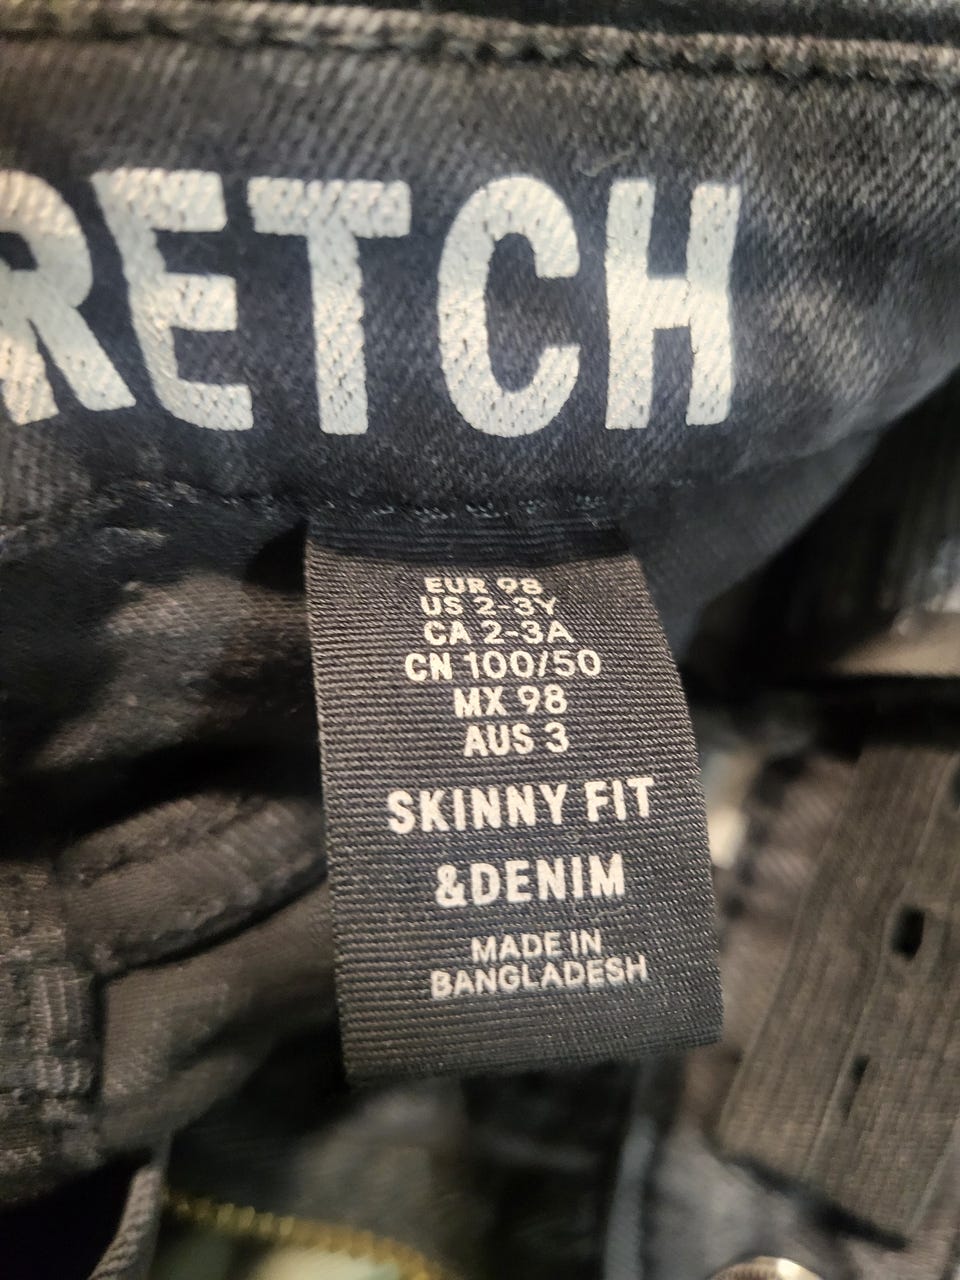 RETCH
EUR 98
US 2-3Y
CA 2-3A
CN 100/50
MX 98
AUS 3
SKINNY FIT
&DENIM
MADE IN
BANGLADESH